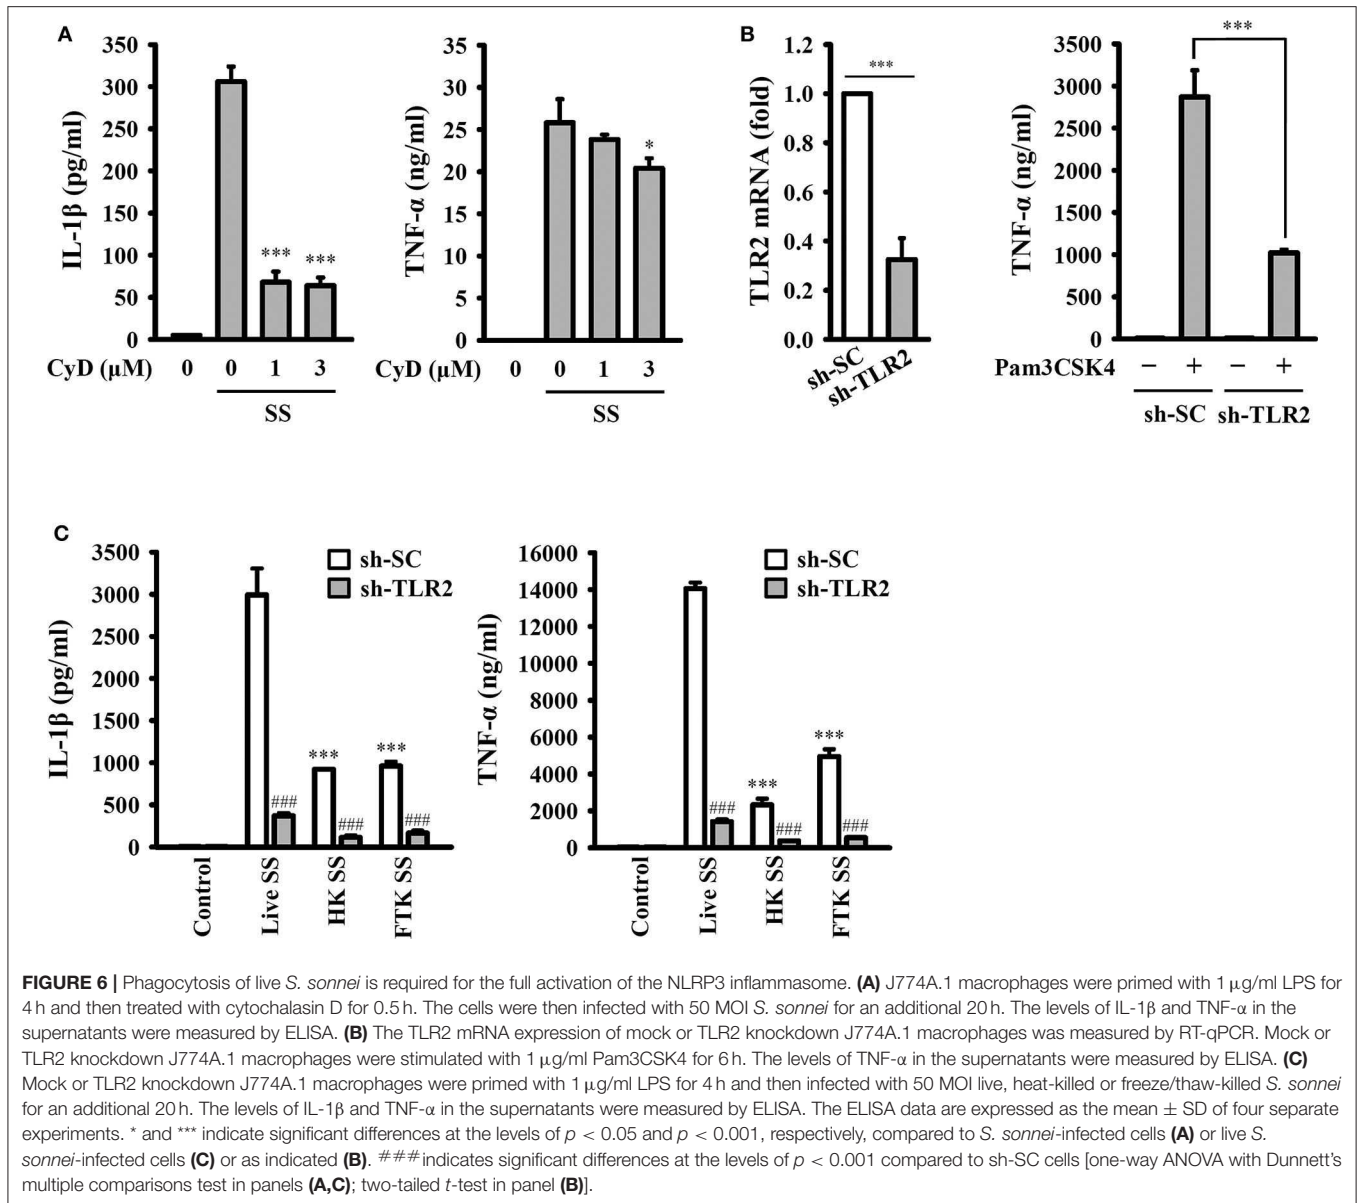 A
350
300
250
200
150
100
50
0
IL-1β (pg/ml)
***
***
CyD (μM) 0 0 1 3
SS
35
30
25
20
15
10
5
0
TNF-α (ng/ml)
*
CyD (μM) 0 0 1 3
SS
B
1.2
1.0
0.8
0.6
0.4
0.2
0.0
TLR2 mRNA (fold)
***
sh-SC
sh-TLR2
3500
3000
2500
2000
1500
1000
500
0
TNF-α (ng/ml)
***
Pam3CSK4 − + − +
sh-SC sh-TLR2
C
3500
3000
2500
2000
1500
1000
500
0
IL-1β (pg/ml)
sh-SC
sh-TLR2
###
***
###
***
###
Control
Live SS
HK SS
FTK SS
16000
14000
12000
10000
8000
6000
4000
2000
0
TNF-α (ng/ml)
sh-SC
sh-TLR2
###
***
###
***
###
Control
Live SS
HK SS
FTK SS
FIGURE 6 | Phagocytosis of live S. sonnei is required for the full activation of the NLRP3 inflammasome. (A) J774A.1 macrophages were primed with 1 μg/ml LPS for
4 h and then treated with cytochalasin D for 0.5 h. The cells were then infected with 50 MOI S. sonnei for an additional 20 h. The levels of IL-1β and TNF-α in the
supernatants were measured by ELISA. (B) The TLR2 mRNA expression of mock or TLR2 knockdown J774A.1 macrophages was measured by RT-qPCR. Mock or
TLR2 knockdown J774A.1 macrophages were stimulated with 1 μg/ml Pam3CSK4 for 6 h. The levels of TNF-α in the supernatants were measured by ELISA. (C)
Mock or TLR2 knockdown J774A.1 macrophages were primed with 1 μg/ml LPS for 4 h and then infected with 50 MOI live, heat-killed or freeze/thaw-killed S. sonnei
for an additional 20 h. The levels of IL-1β and TNF-α in the supernatants were measured by ELISA. The ELISA data are expressed as the mean ± SD of four separate
experiments. * and *** indicate significant differences at the levels of p < 0.05 and p < 0.001, respectively, compared to S. sonnei-infected cells (A) or live S.
sonnei-infected cells (C) or as indicated (B). ###indicates significant differences at the levels of p < 0.001 compared to sh-SC cells [one-way ANOVA with Dunnett's
multiple comparisons test in panels (A,C); two-tailed t-test in panel (B)].